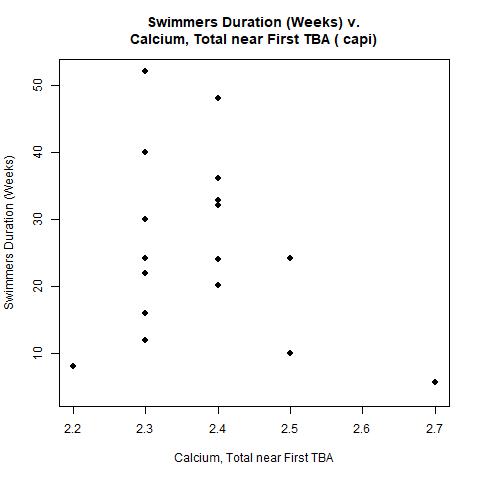 Swimmers Duration (Weeks) v.
Calcium, Total near First TBA ( capi)
Swimmers Duration (Weeks)
50
40
30
20
10
2.2 2.3 2.4 2.5 2.6 2.7
Calcium, Total near First TBA